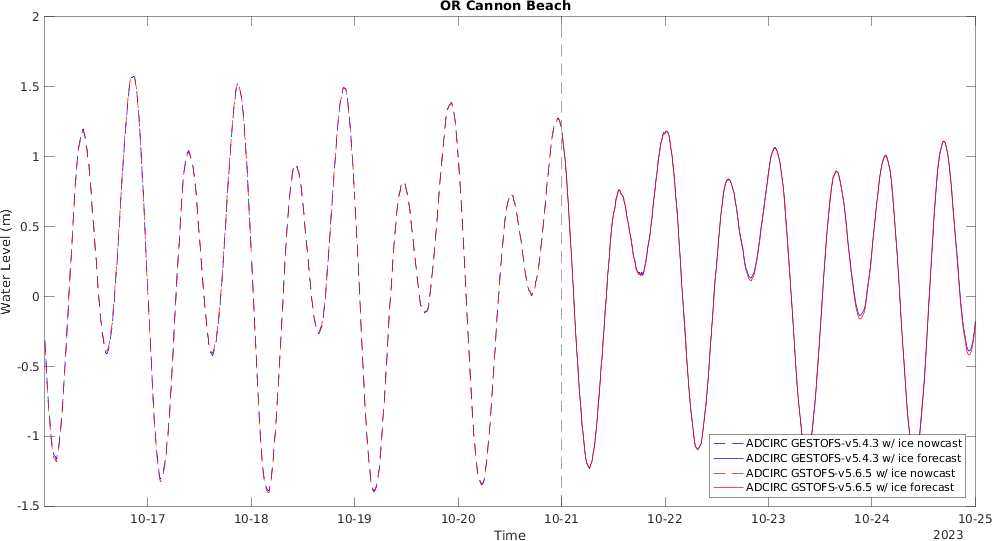 OR Cannon Beach
2
1.5
1
0.5
0
-0.5
-1
-1.5
Water Level (m)
ADCIRC GESTOFS-v5.4.3 w/ ice nowcast
ADCIRC GESTOFS-v5.4.3 w/ ice forecast
ADCIRC GSTOFS-v5.6.5 w/ ice nowcast
ADCIRC GSTOFS-v5.6.5 w/ ice forecast
10-17 10-18 10-19 10-20 10-21 10-22 10-23 10-24 10-25
Time
2023